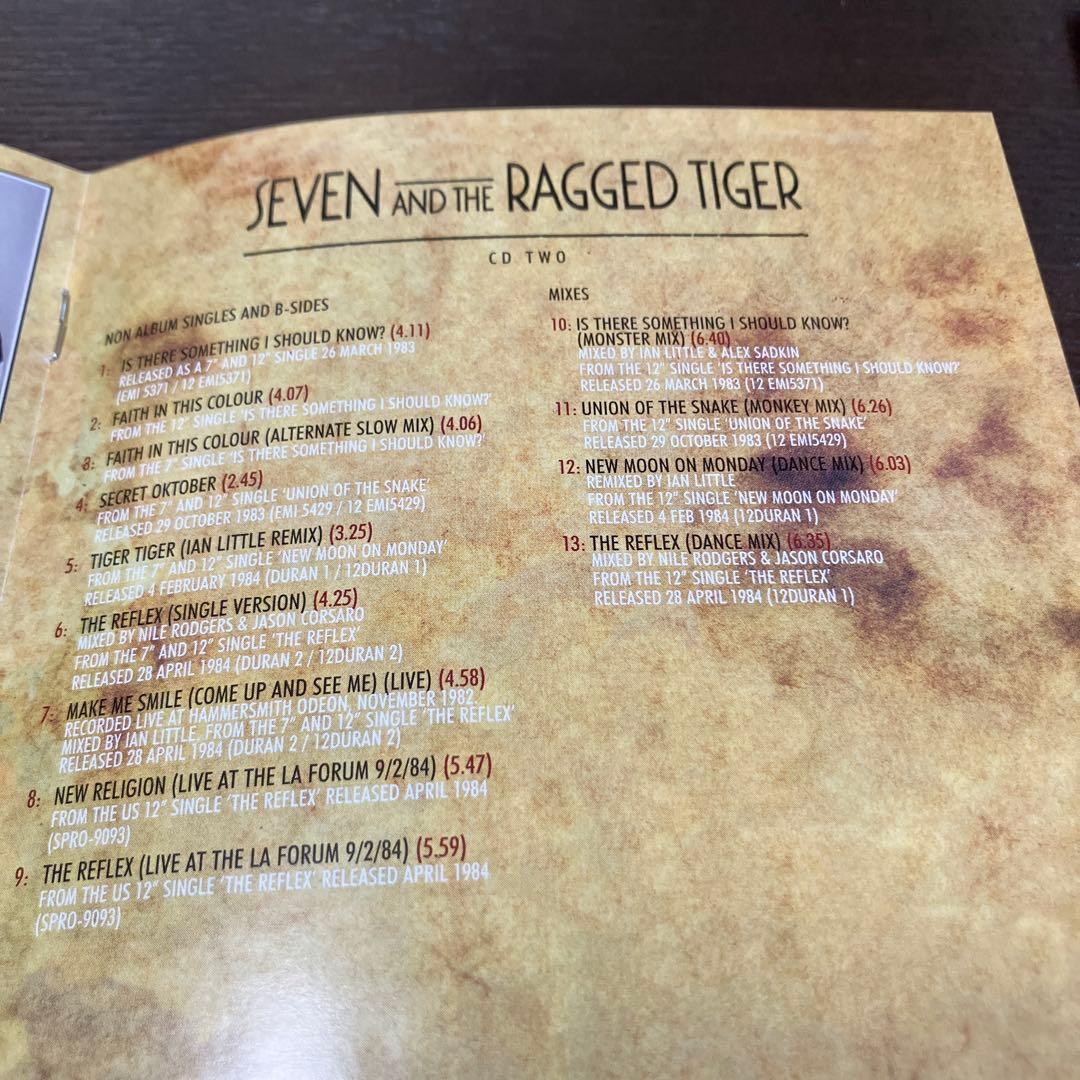 SEVEN AND THE RAGGED TIGER
CD TWO
NON ALBUM SINGLES AND B-SIDES
1: IS THERE SOMETHING I SHOULD KNOW? (4.11)
RELEASED AS A 7" AND 12" SINGLE 26 MARCH 1983
(EMI 5371 / 12 EMI5371)
2: FAITH IN THIS COLOUR (4.07)
FROM THE 12" SINGLE 'IS THERE SOMETHING I SHOULD KNOW?'
3: FAITH IN THIS COLOUR (ALTERNATE SLOW MIX) (4.06)
FROM THE 7" SINGLE 'IS THERE SOMETHING I SHOULD KNOW?'
4: SECRET OKTOBER (2.45)
FROM THE 7" AND 12" SINGLE 'UNION OF THE SNAKE'
RELEASED 29 OCTOBER 1983 (EMI 5429 / 12 EMI5429)
5: TIGER TIGER (IAN LITTLE REMIX) (3.25)
FROM THE 7" AND 12" SINGLE 'NEW MOON ON MONDAY'
RELEASED 4 FEBRUARY 1984 (DURAN 1 / 12DURAN 1)
6: THE REFLEX (SINGLE VERSION) (4.25)
MIXED BY NILE RODGERS & JASON CORSARO
FROM THE 7" AND 12" SINGLE 'THE REFLEX'
RELEASED 28 APRIL 1984 (DURAN 2 / 12DURAN 2)
7: MAKE ME SMILE (COME UP AND SEE ME) (LIVE) (4.58)
RECORDED LIVE AT HAMMERSMITH ODEON, NOVEMBER 1982.
MIXED BY IAN LITTLE. FROM THE 7" AND 12" SINGLE 'THE REFLEX'
RELEASED 28 APRIL 1984 (DURAN 2 / 12DURAN 2)
8: NEW RELIGION (LIVE AT THE LA FORUM 9/2/84) (5.47)
FROM THE US 12" SINGLE 'THE REFLEX' RELEASED APRIL 1984
(SPRO-9093)
9: THE REFLEX (LIVE AT THE LA FORUM 9/2/84) (5.59)
FROM THE US 12" SINGLE 'THE REFLEX' RELEASED APRIL 1984
(SPRO-9093)
MIXES
10: IS THERE SOMETHING I SHOULD KNOW?
(MONSTER MIX) (6.40)
MIXED BY IAN LITTLE & ALEX SADKIN
FROM THE 12" SINGLE 'IS THERE SOMETHING I SHOULD KNOW?'
RELEASED 26 MARCH 1983 (12 EMI5371)
11: UNION OF THE SNAKE (MONKEY MIX) (6.26)
FROM THE 12" SINGLE 'UNION OF THE SNAKE'
RELEASED 29 OCTOBER 1983 (12 EMI5429)
12: NEW MOON ON MONDAY (DANCE MIX) (6.03)
REMIXED BY IAN LITTLE
FROM THE 12" SINGLE 'NEW MOON ON MONDAY'
RELEASED 4 FEB 1984 (12DURAN 1)
13: THE REFLEX (DANCE MIX) (6.35)
MIXED BY NILE RODGERS & JASON CORSARO
FROM THE 12" SINGLE 'THE REFLEX'
RELEASED 28 APRIL 1984 (12DURAN 1)